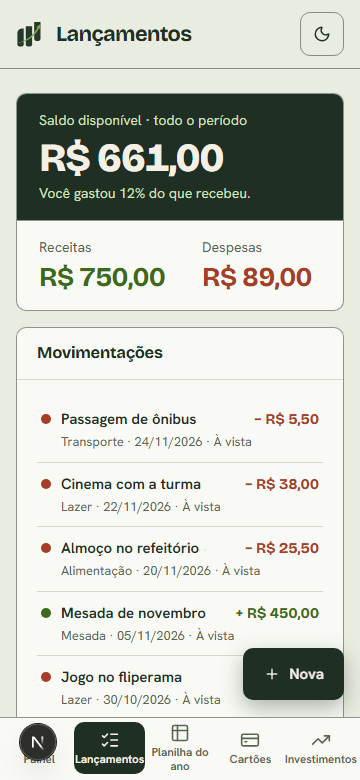 Lançamentos
Saldo disponível · todo o período
R$ 661,00
Você gastou 12% do que recebeu.
Receitas
Despesas
R$ 750,00
R$ 89,00
Movimentações
Passagem de ônibus
− R$ 5,50
Transporte · 24/11/2026 · À vista
Cinema com a turma
− R$ 38,00
Lazer · 22/11/2026 · À vista
Almoço no refeitório
− R$ 25,50
Alimentação · 20/11/2026 · À vista
Mesada de novembro
+ R$ 450,00
Mesada · 05/11/2026 · À vista
Jogo no fliperama
Lazer · 30/10/2026 · À vista
+ Nova
N
Painel
Lançamentos
Planilha do
ano
Cartões
Investimentos